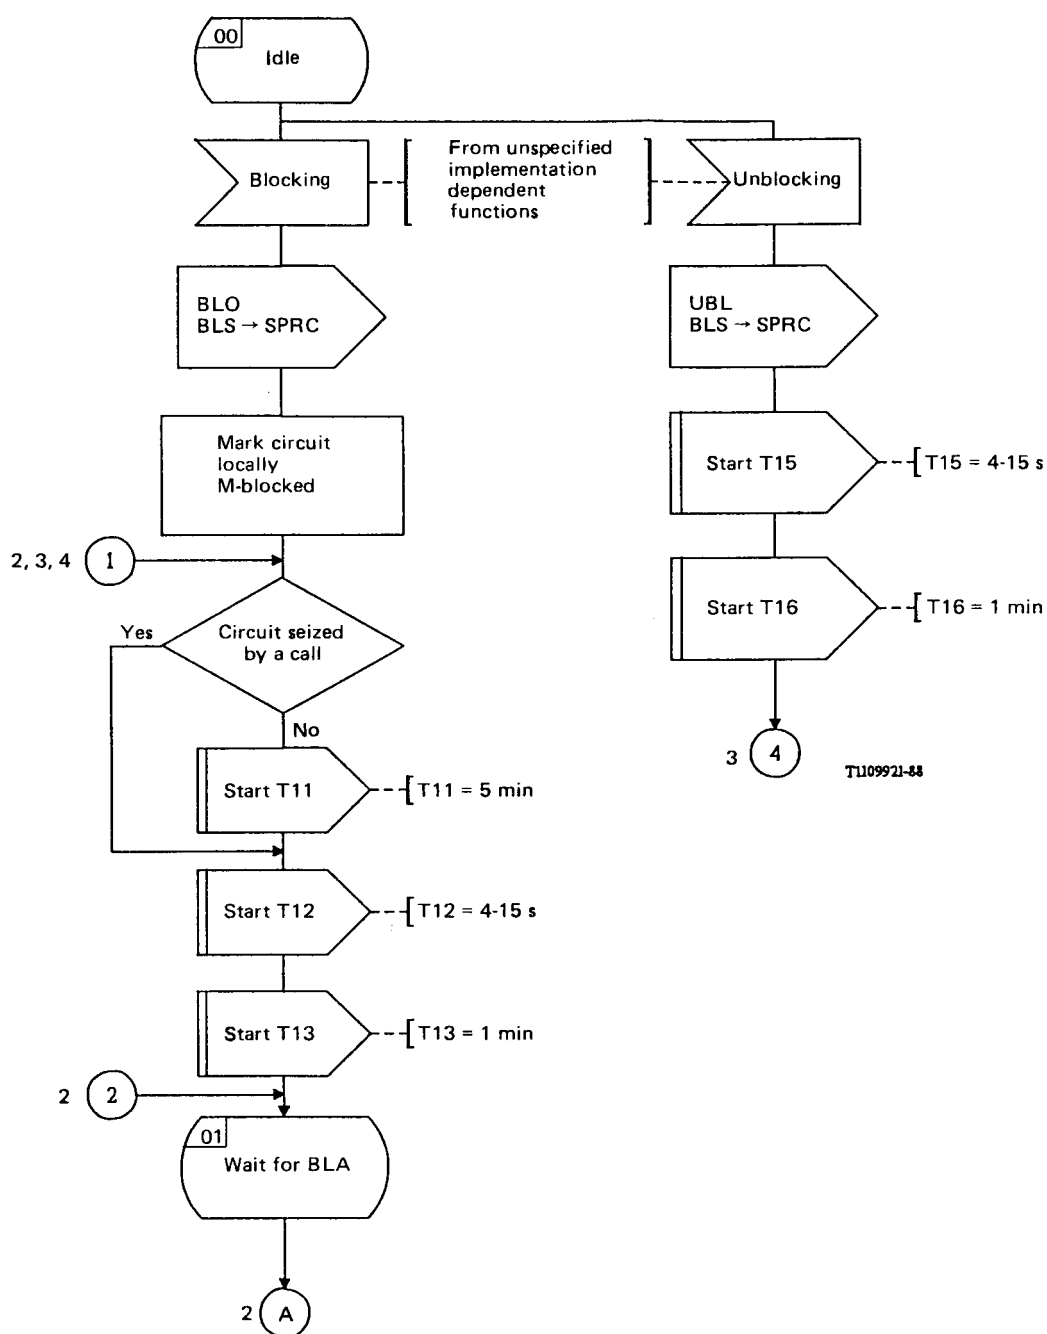 00
Idle
Blocking
From unspecified
implementation
dependent
functions
Unblocking
BLO
BLS → SPRC
UBL
BLS → SPRC
Mark circuit
locally
M-blocked
Start T15
T15 = 4-15 s
2, 3, 4
1
Start T16
T16 = 1 min
Yes
Circuit seized
by a call
No
3
4
T1109921-88
Start T11
T11 = 5 min
Start T12
T12 = 4-15 s
Start T13
T13 = 1 min
2
2
01
Wait for BLA
2
A